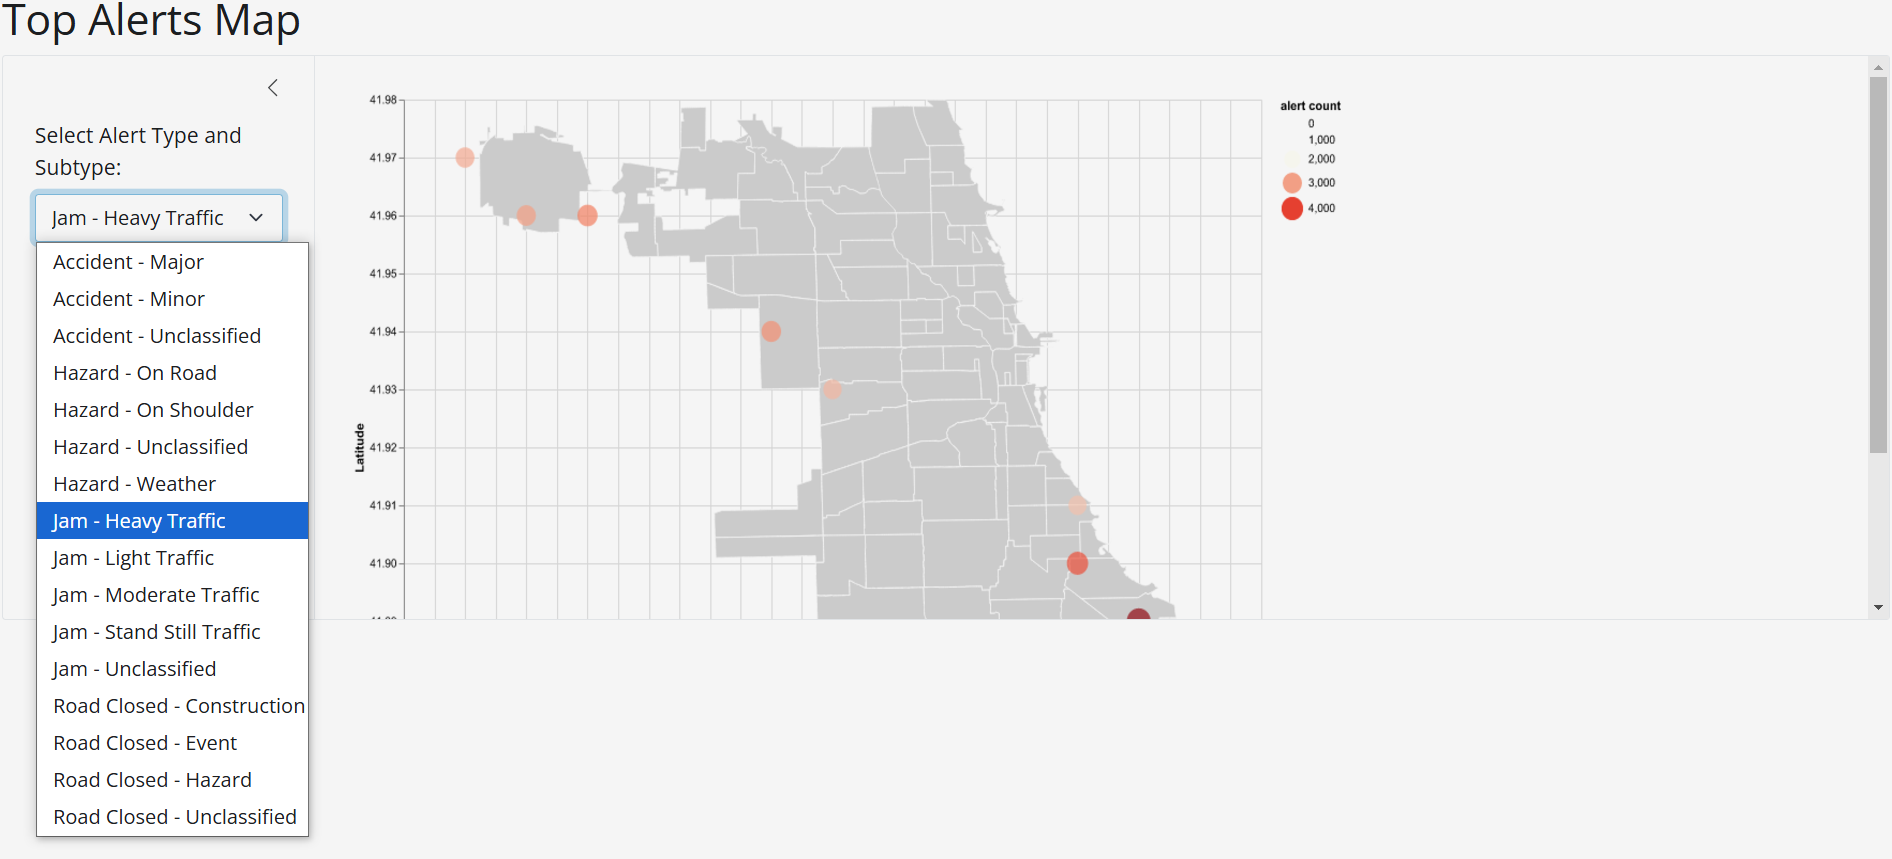 Top Alerts Map
Select Alert Type and
Subtype:
Jam - Heavy Traffic
Accident - Major
Accident - Minor
Accident - Unclassified
Hazard - On Road
Hazard - On Shoulder
Hazard - Unclassified
Hazard - Weather
Jam - Heavy Traffic
Jam - Light Traffic
Jam - Moderate Traffic
Jam - Stand Still Traffic
Jam - Unclassified
Road Closed - Construction
Road Closed - Event
Road Closed - Hazard
Road Closed - Unclassified
Latitude
41.98
41.97
41.96
41.95
41.94
41.93
41.92
41.91
41.90
alert count
0
1,000
2,000
3,000
4,000